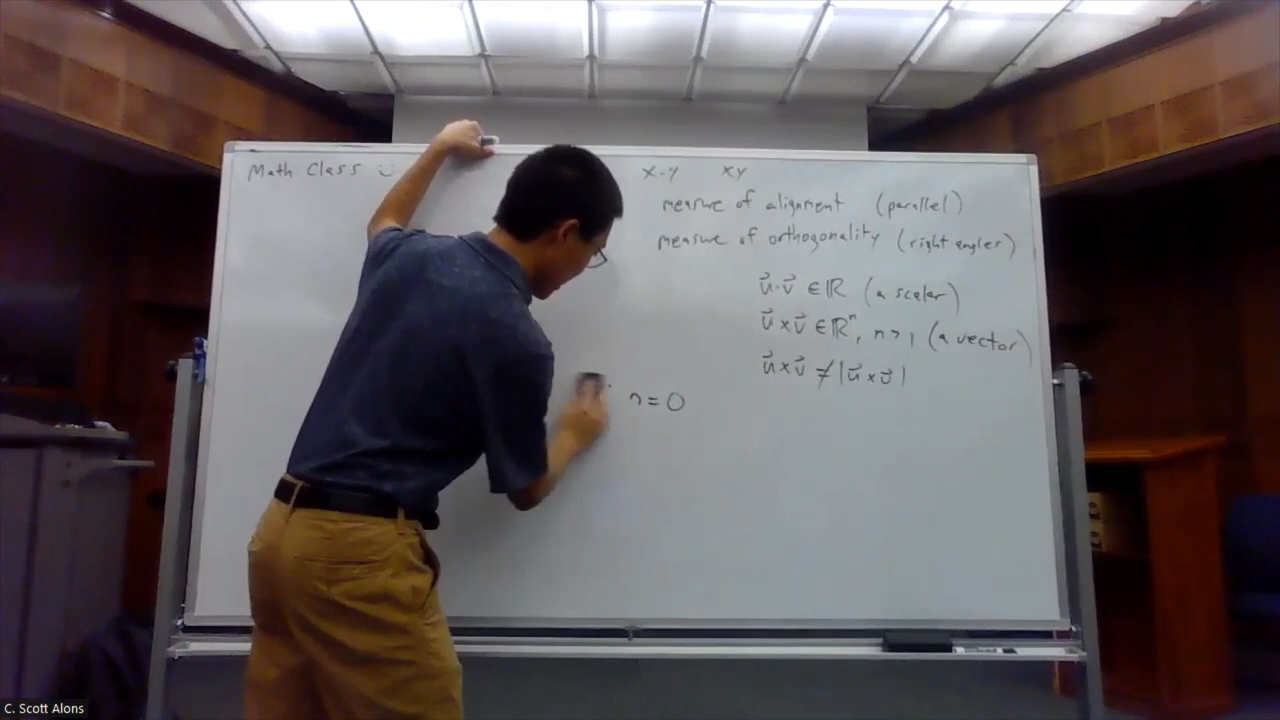 Math Class :)
x-y xy
measure of alignment (parallel)
measure of orthogonality (right angles)
u⃗·v⃗ ∈ ℝ (a scalar)
u⃗×v⃗ ∈ ℝⁿ, n>1 (a vector)
u⃗×v⃗ ≠ |u⃗×v⃗|
n=0
C. Scott Alons